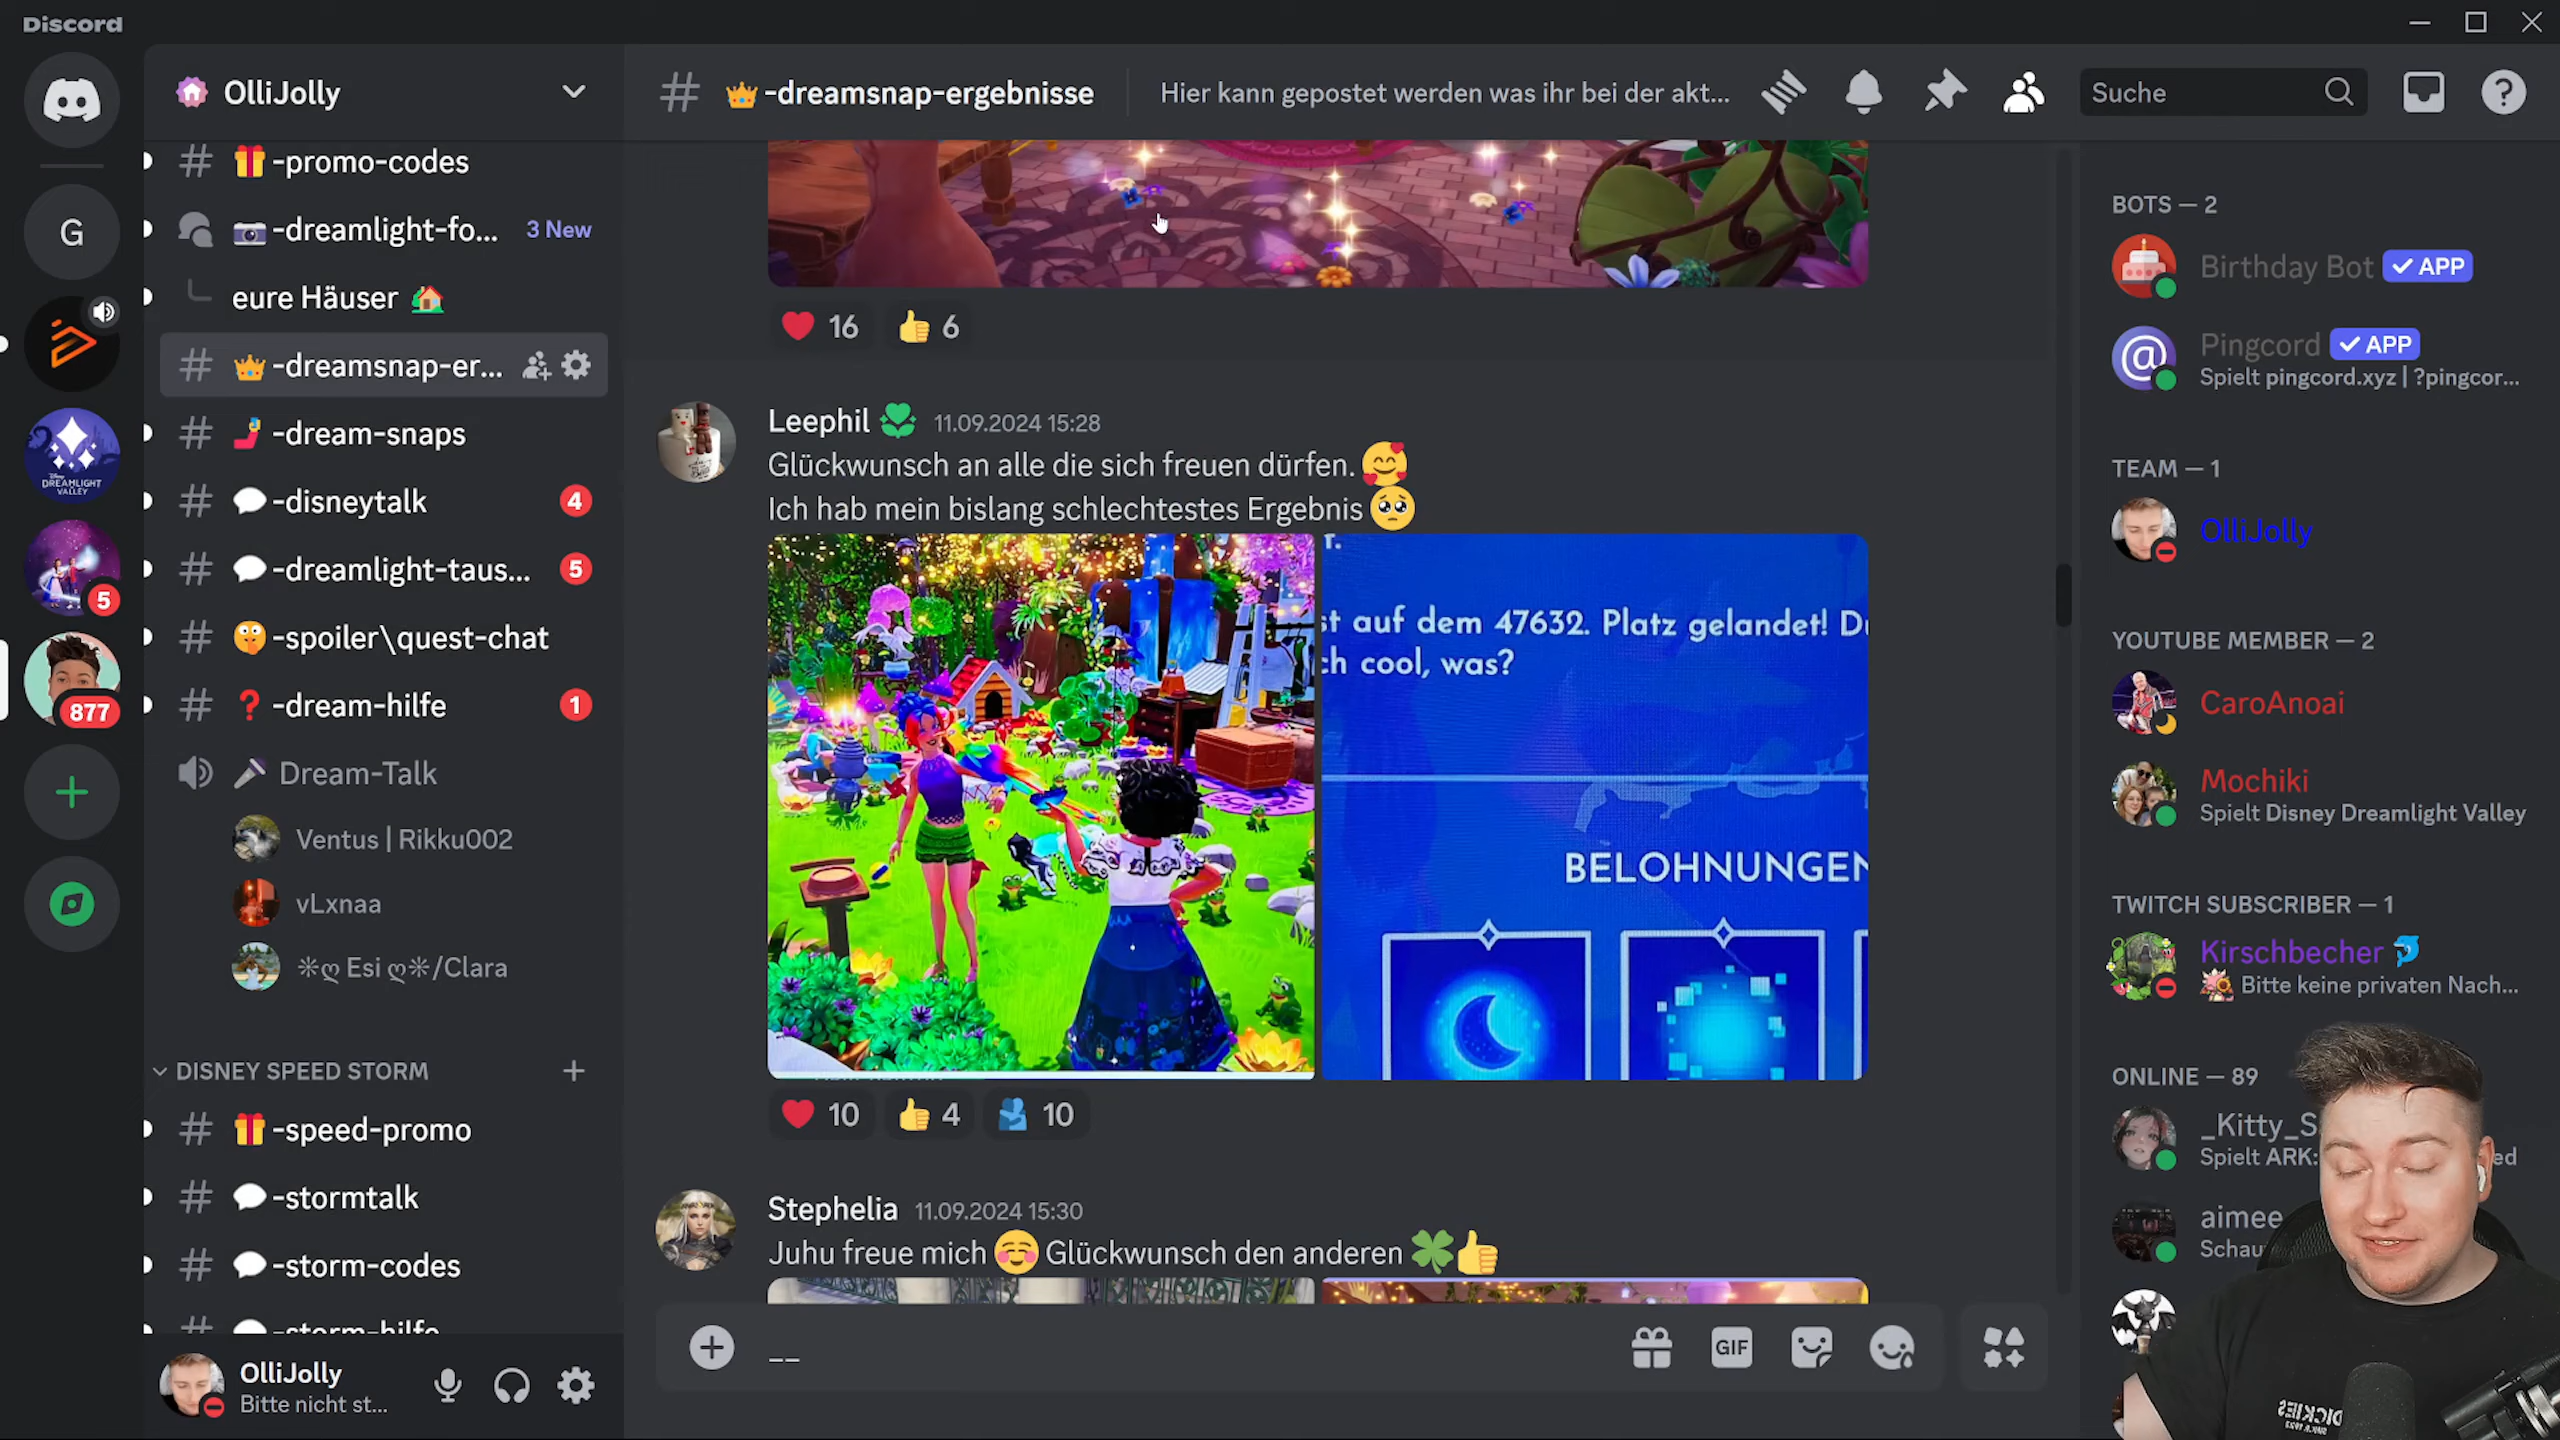 Discord
OlliJolly
-promo-codes
-dreamlight-fo... 3 New
eure Häuser
-dreamsnap-er...
-dream-snaps
-disneytalk 4
-dreamlight-taus... 5
-spoiler\quest-chat
-dream-hilfe 1
Dream-Talk
Ventus | Rikku002
vLxnaa
❊ღ Esi ღ❊/Clara
DISNEY SPEED STORM
-speed-promo
-stormtalk
-storm-codes
-storm-hilfe
OlliJolly
Bitte nicht st...
G
DREAMLIGHT
VALLEY
5
877
-dreamsnap-ergebnisse
Hier kann gepostet werden was ihr bei der akt...
Suche
16 6
Leephil 11.09.2024 15:28
Glückwunsch an alle die sich freuen dürfen.
Ich hab mein bislang schlechtestes Ergebnis
auf dem 47632. Platz gelandet!
cool, was?
BELOHNUNGEN
10 4 10
Stephelia 11.09.2024 15:30
Juhu freue mich Glückwunsch den anderen
__
GIF
BOTS — 2
Birthday Bot APP
Pingcord APP
Spielt pingcord.xyz | ?pingcor...
TEAM — 1
OlliJolly
YOUTUBE MEMBER — 2
CaroAnoai
Mochiki
Spielt Disney Dreamlight Valley
TWITCH SUBSCRIBER — 1
Kirschbecher
Bitte keine privaten Nach...
ONLINE — 89
_Kitty_S
Spielt ARK:
aimee
Schau
DICKIES